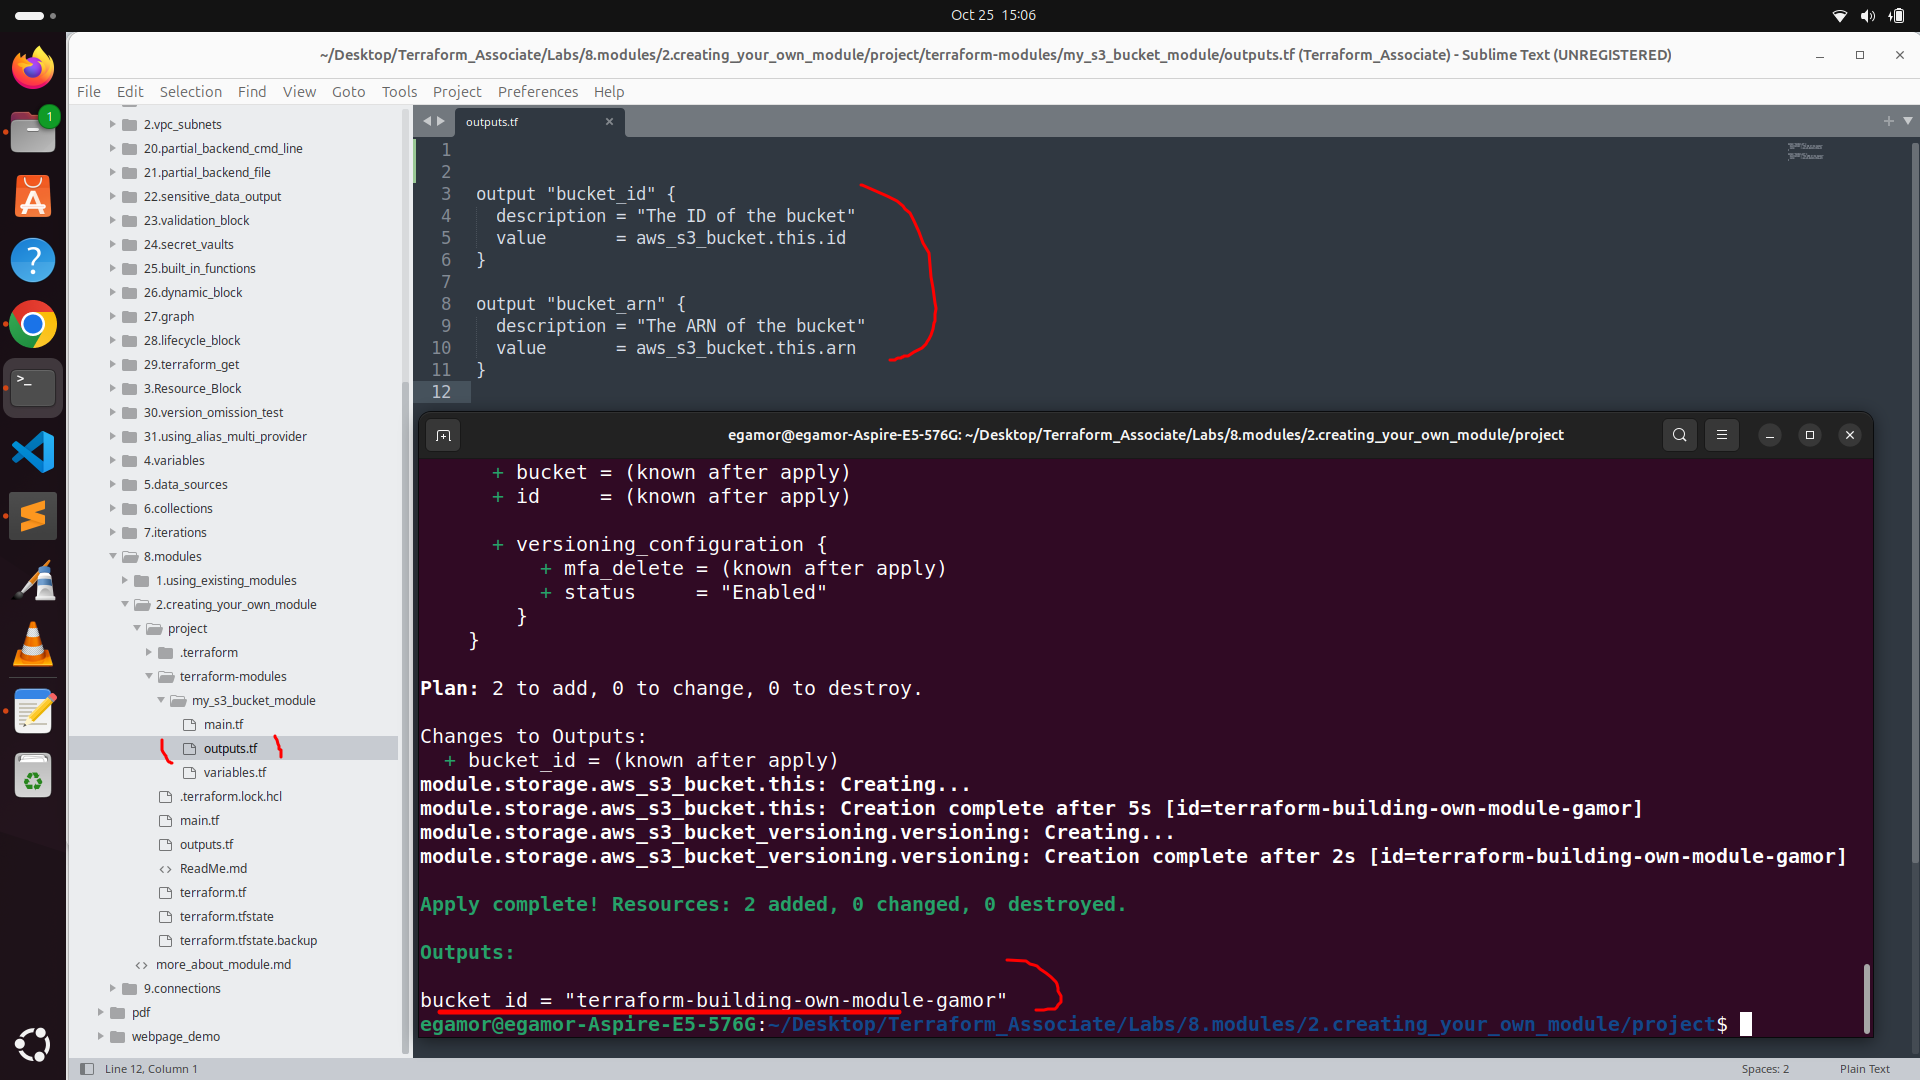 Oct 25 15:06
~/Desktop/Terraform_Associate/Labs/8.modules/2.creating_your_own_module/project/terraform-modules/my_s3_bucket_module/outputs.tf (Terraform_Associate) - Sublime Text (UNREGISTERED)
File Edit Selection Find View Goto Tools Project Preferences Help
1
2.vpc_subnets
20.partial_backend_cmd_line
21.partial_backend_file
22.sensitive_data_output
23.validation_block
24.secret_vaults
25.built_in_functions
26.dynamic_block
27.graph
28.lifecycle_block
29.terraform_get
3.Resource_Block
30.version_omission_test
31.using_alias_multi_provider
4.variables
5.data_sources
6.collections
7.iterations
8.modules
1.using_existing_modules
2.creating_your_own_module
project
.terraform
terraform-modules
my_s3_bucket_module
main.tf
outputs.tf
variables.tf
.terraform.lock.hcl
main.tf
outputs.tf
ReadMe.md
terraform.tf
terraform.tfstate
terraform.tfstate.backup
more_about_module.md
9.connections
pdf
webpage_demo
outputs.tf
1
2
3 output "bucket_id" {
4 description = "The ID of the bucket"
5 value = aws_s3_bucket.this.id
6 }
7
8 output "bucket_arn" {
9 description = "The ARN of the bucket"
10 value = aws_s3_bucket.this.arn
11 }
12
egamor@egamor-Aspire-E5-576G: ~/Desktop/Terraform_Associate/Labs/8.modules/2.creating_your_own_module/project
+ bucket = (known after apply)
+ id = (known after apply)
+ versioning_configuration {
+ mfa_delete = (known after apply)
+ status = "Enabled"
}
}
Plan: 2 to add, 0 to change, 0 to destroy.
Changes to Outputs:
+ bucket_id = (known after apply)
module.storage.aws_s3_bucket.this: Creating...
module.storage.aws_s3_bucket.this: Creation complete after 5s [id=terraform-building-own-module-gamor]
module.storage.aws_s3_bucket_versioning.versioning: Creating...
module.storage.aws_s3_bucket_versioning.versioning: Creation complete after 2s [id=terraform-building-own-module-gamor]
Apply complete! Resources: 2 added, 0 changed, 0 destroyed.
Outputs:
bucket_id = "terraform-building-own-module-gamor"
egamor@egamor-Aspire-E5-576G:~/Desktop/Terraform_Associate/Labs/8.modules/2.creating_your_own_module/project$
Line 12, Column 1
Spaces: 2
Plain Text